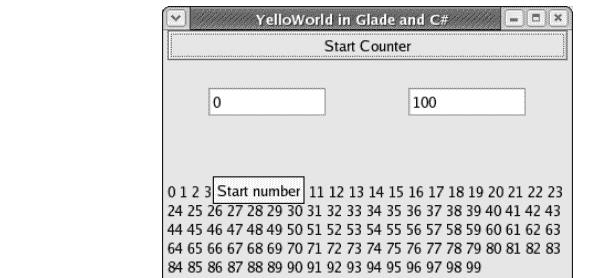 YelloWorld in Glade and C#
Start Counter
0 100
0 1 2 3 Start number 11 12 13 14 15 16 17 18 19 20 21 22 23
24 25 26 27 28 29 30 31 32 33 34 35 36 37 38 39 40 41 42 43
44 45 46 47 48 49 50 51 52 53 54 55 56 57 58 59 60 61 62 63
64 65 66 67 68 69 70 71 72 73 74 75 76 77 78 79 80 81 82 83
84 85 86 87 88 89 90 91 92 93 94 95 96 97 98 99